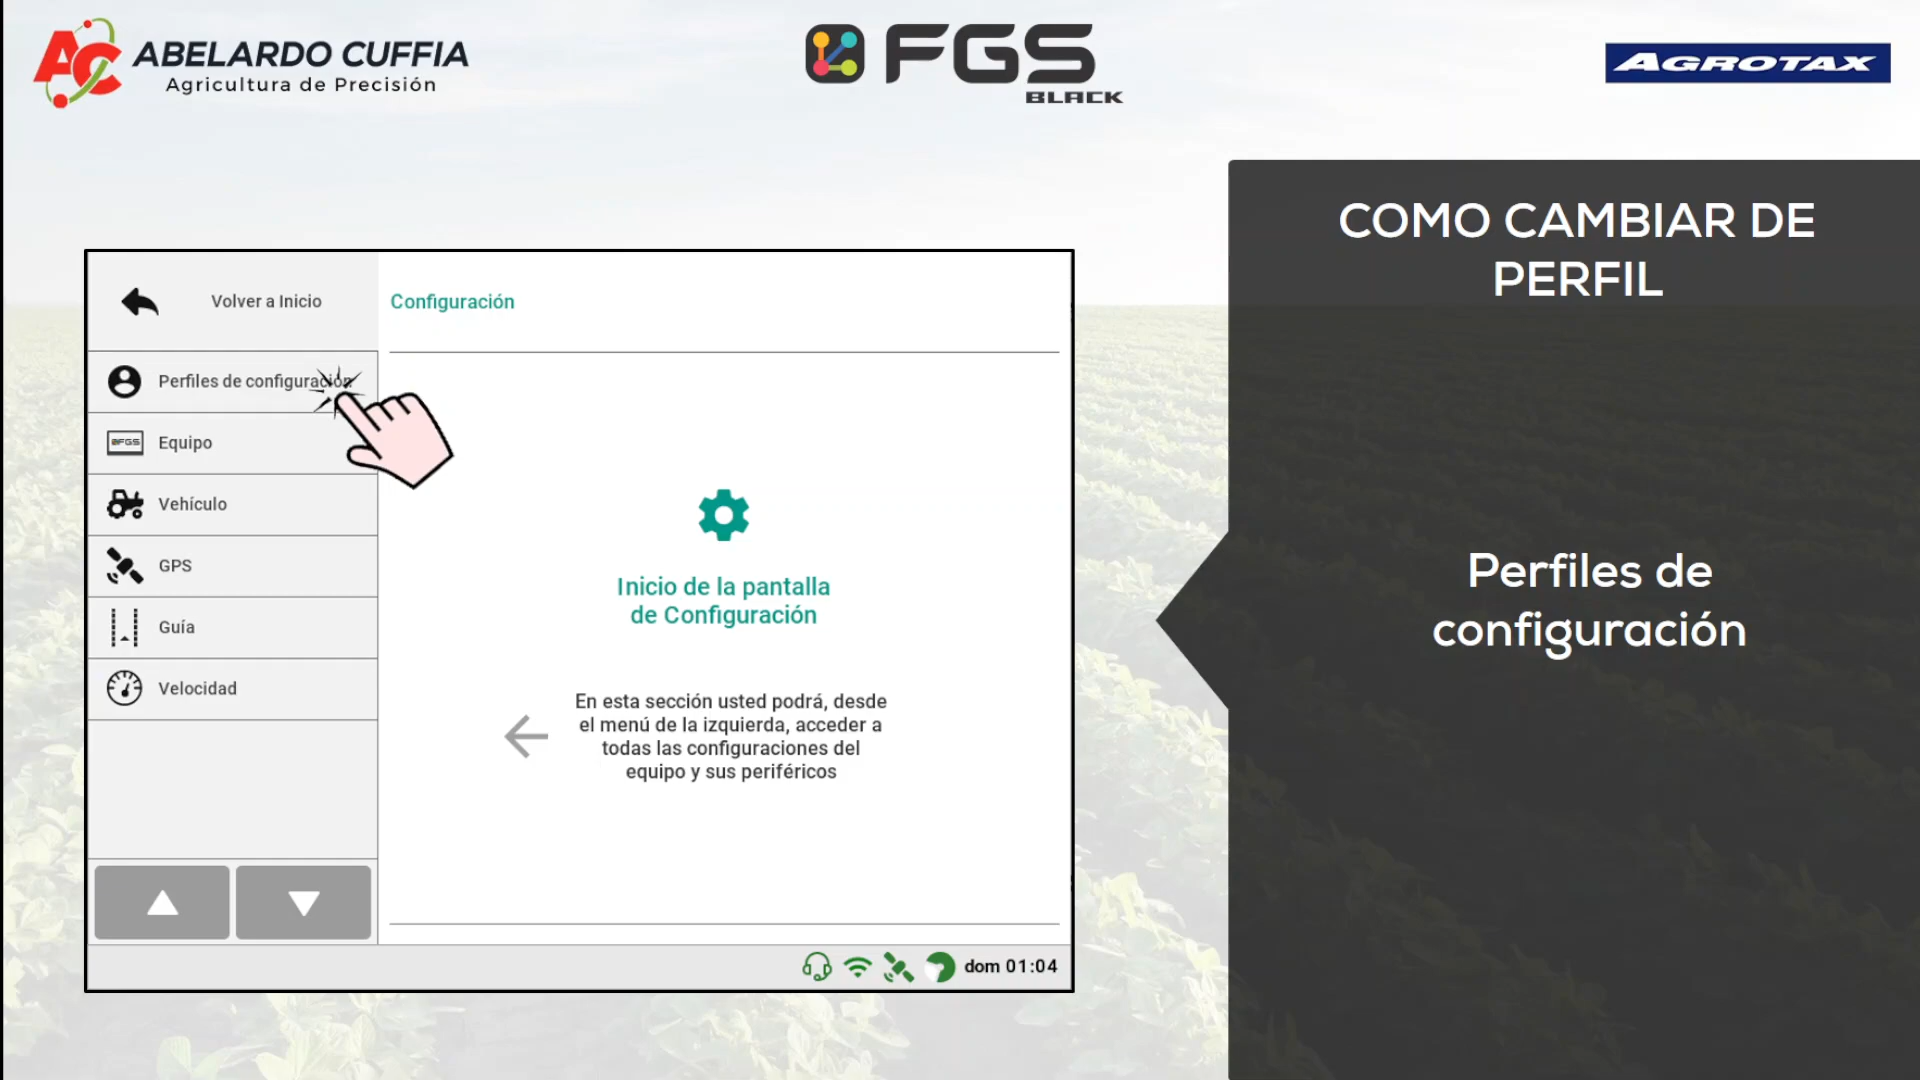 AC ABELARDO CUFFIA
Agricultura de Precisión
FGS
BLACK
AGROTAX
COMO CAMBIAR DE
PERFIL
Volver a Inicio
Configuración
Perfiles de configuración
FGS
Equipo
Vehículo
GPS
Guía
Velocidad
Inicio de la pantalla
de Configuración
En esta sección usted podrá, desde
el menú de la izquierda, acceder a
todas las configuraciones del
equipo y sus periféricos
dom 01:04
Perfiles de
configuración